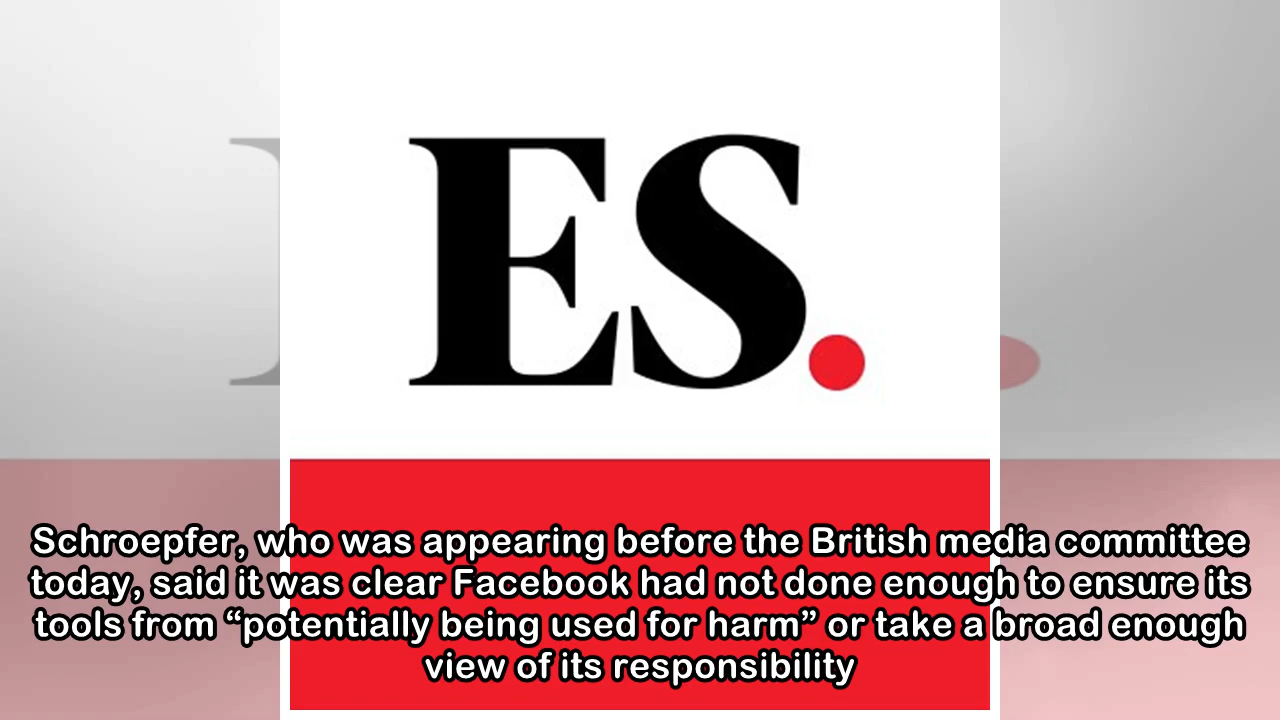 ES.
Schroepfer, who was appearing before the British media committee
today, said it was clear Facebook had not done enough to ensure its
tools from “potentially being used for harm” or take a broad enough
view of its responsibility